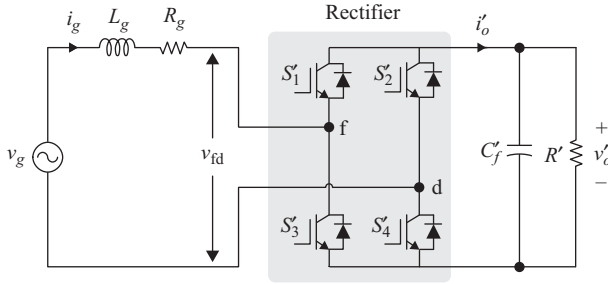 Rectifier
i_g L_g R_g i′_o
S′_1 S′_2
f
v_g v_fd C′_f R′ + v′_o −
d
S′_3 S′_4